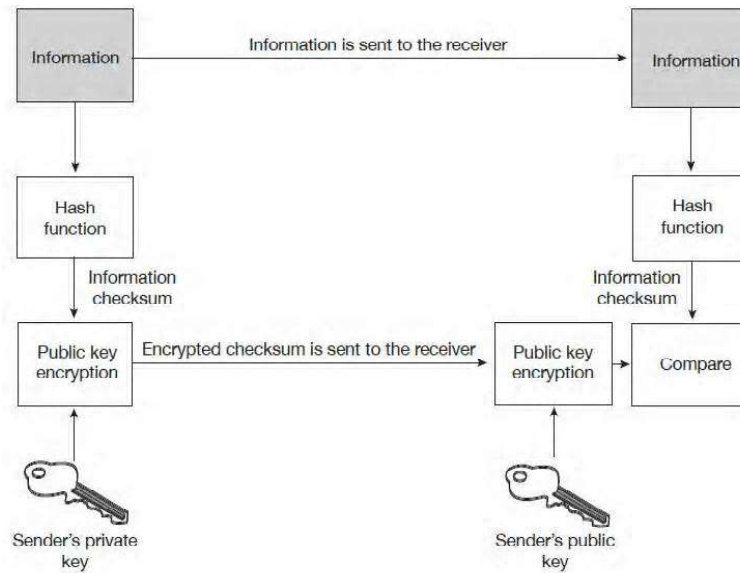 Information
Information is sent to the receiver
Information
Hash
function
Hash
function
Information
checksum
Information
checksum
Public key
encryption
Encrypted checksum is sent to the receiver
Public key
encryption
Compare
Sender's private
key
Sender's public
key